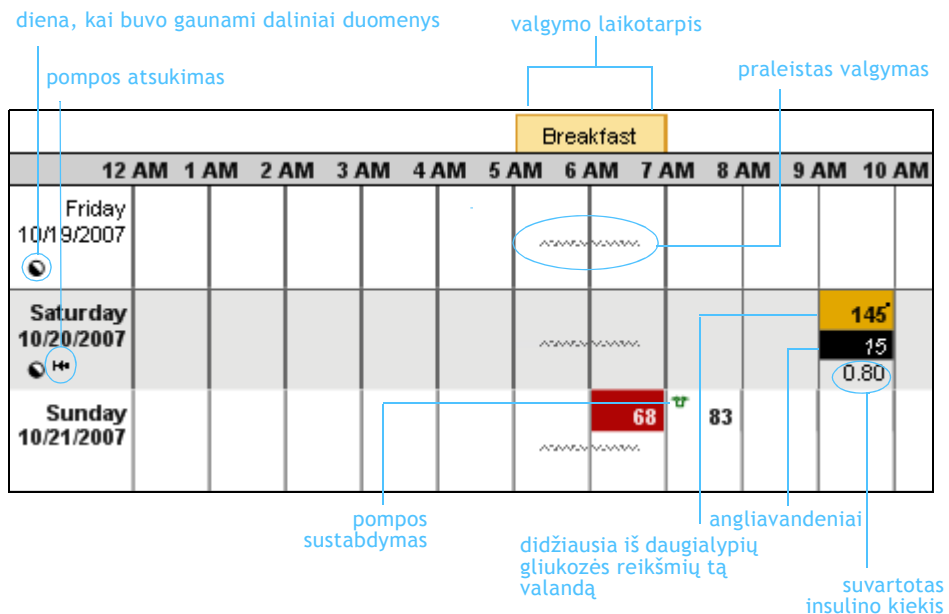 diena, kai buvo gaunami daliniai duomenys
valgymo laikotarpis
pompos atsukimas
praleistas valgymas
Breakfast
12 AM 1 AM 2 AM 3 AM 4 AM 5 AM 6 AM 7 AM 8 AM 9 AM 10 AM
Friday
10/19/2007
Saturday
10/20/2007
145
15
0.80
Sunday
10/21/2007
68
83
pompos
sustabdymas
angliavandeniai
didžiausia iš daugialypių
gliukozės reikšmių tą
valandą
suvartotas
insulino kiekis